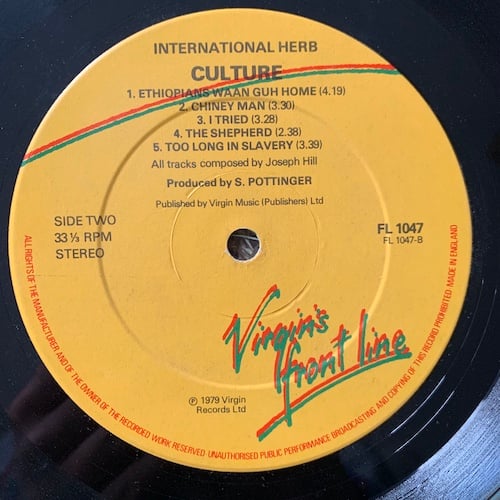 INTERNATIONAL HERB
CULTURE
1. ETHIOPIANS WAAN GUH HOME (4.19)
2. CHINEY MAN (3.30)
3. I TRIED (3.28)
4. THE SHEPHERD (2.38)
5. TOO LONG IN SLAVERY (3.39)
All tracks composed by Joseph Hill
Produced by S. POTTINGER
Published by Virgin Music (Publishers) Ltd
SIDE TWO
33⅓ RPM
STEREO
FL 1047
FL 1047-B
Virgin's
front line
℗ 1979 Virgin
Records Ltd
ALL RIGHTS OF THE MANUFACTURER AND OF THE OWNER OF THE RECORDED WORK RESERVED UNAUTHORISED PUBLIC PERFORMANCE BROADCASTING AND COPYING OF THIS RECORD PROHIBITED MADE IN ENGLAND